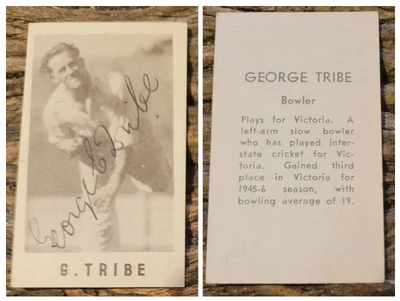 George E Tribe
G. TRIBE
GEORGE TRIBE
Bowler
Plays for Victoria. A
left-arm slow bowler
who has played inter-
state cricket for Vic-
toria. Gained third
place in Victoria for
1945-6 season, with
bowling average of 19.